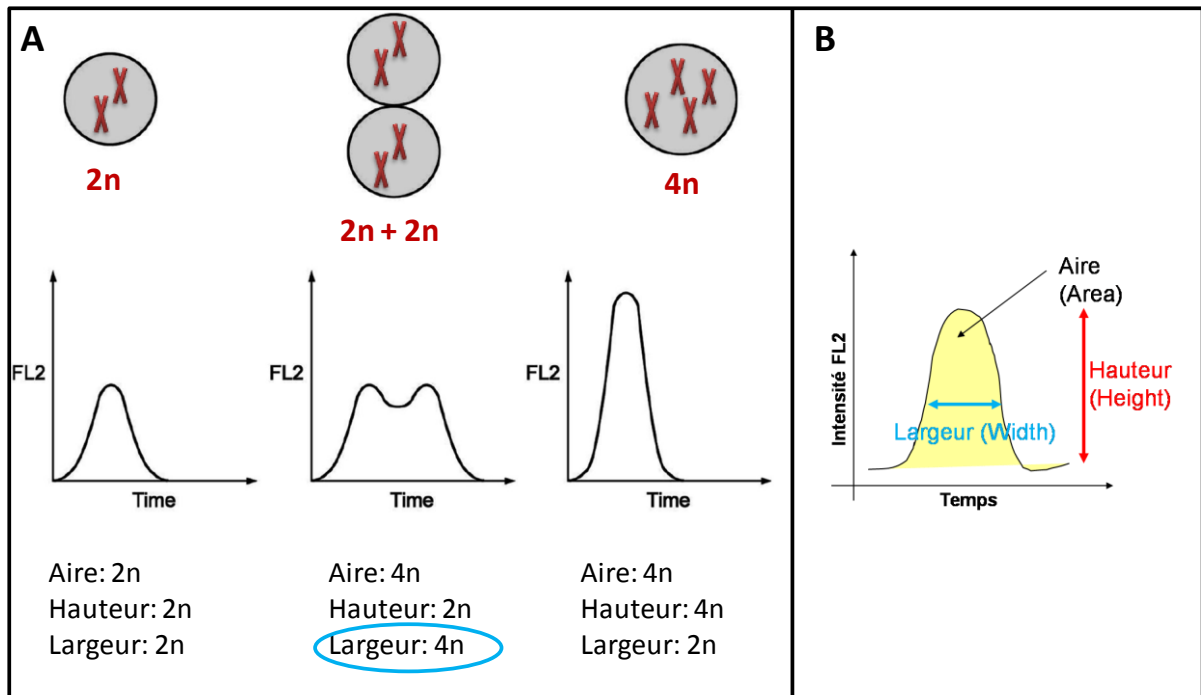 A
2n
2n + 2n
4n
FL2
Time
FL2
Time
FL2
Time
Aire: 2n
Hauteur: 2n
Largeur: 2n
Aire: 4n
Hauteur: 2n
Largeur: 4n
Aire: 4n
Hauteur: 4n
Largeur: 2n
B
Intensité FL2
Aire
(Area)
Hauteur
(Height)
Largeur (Width)
Temps